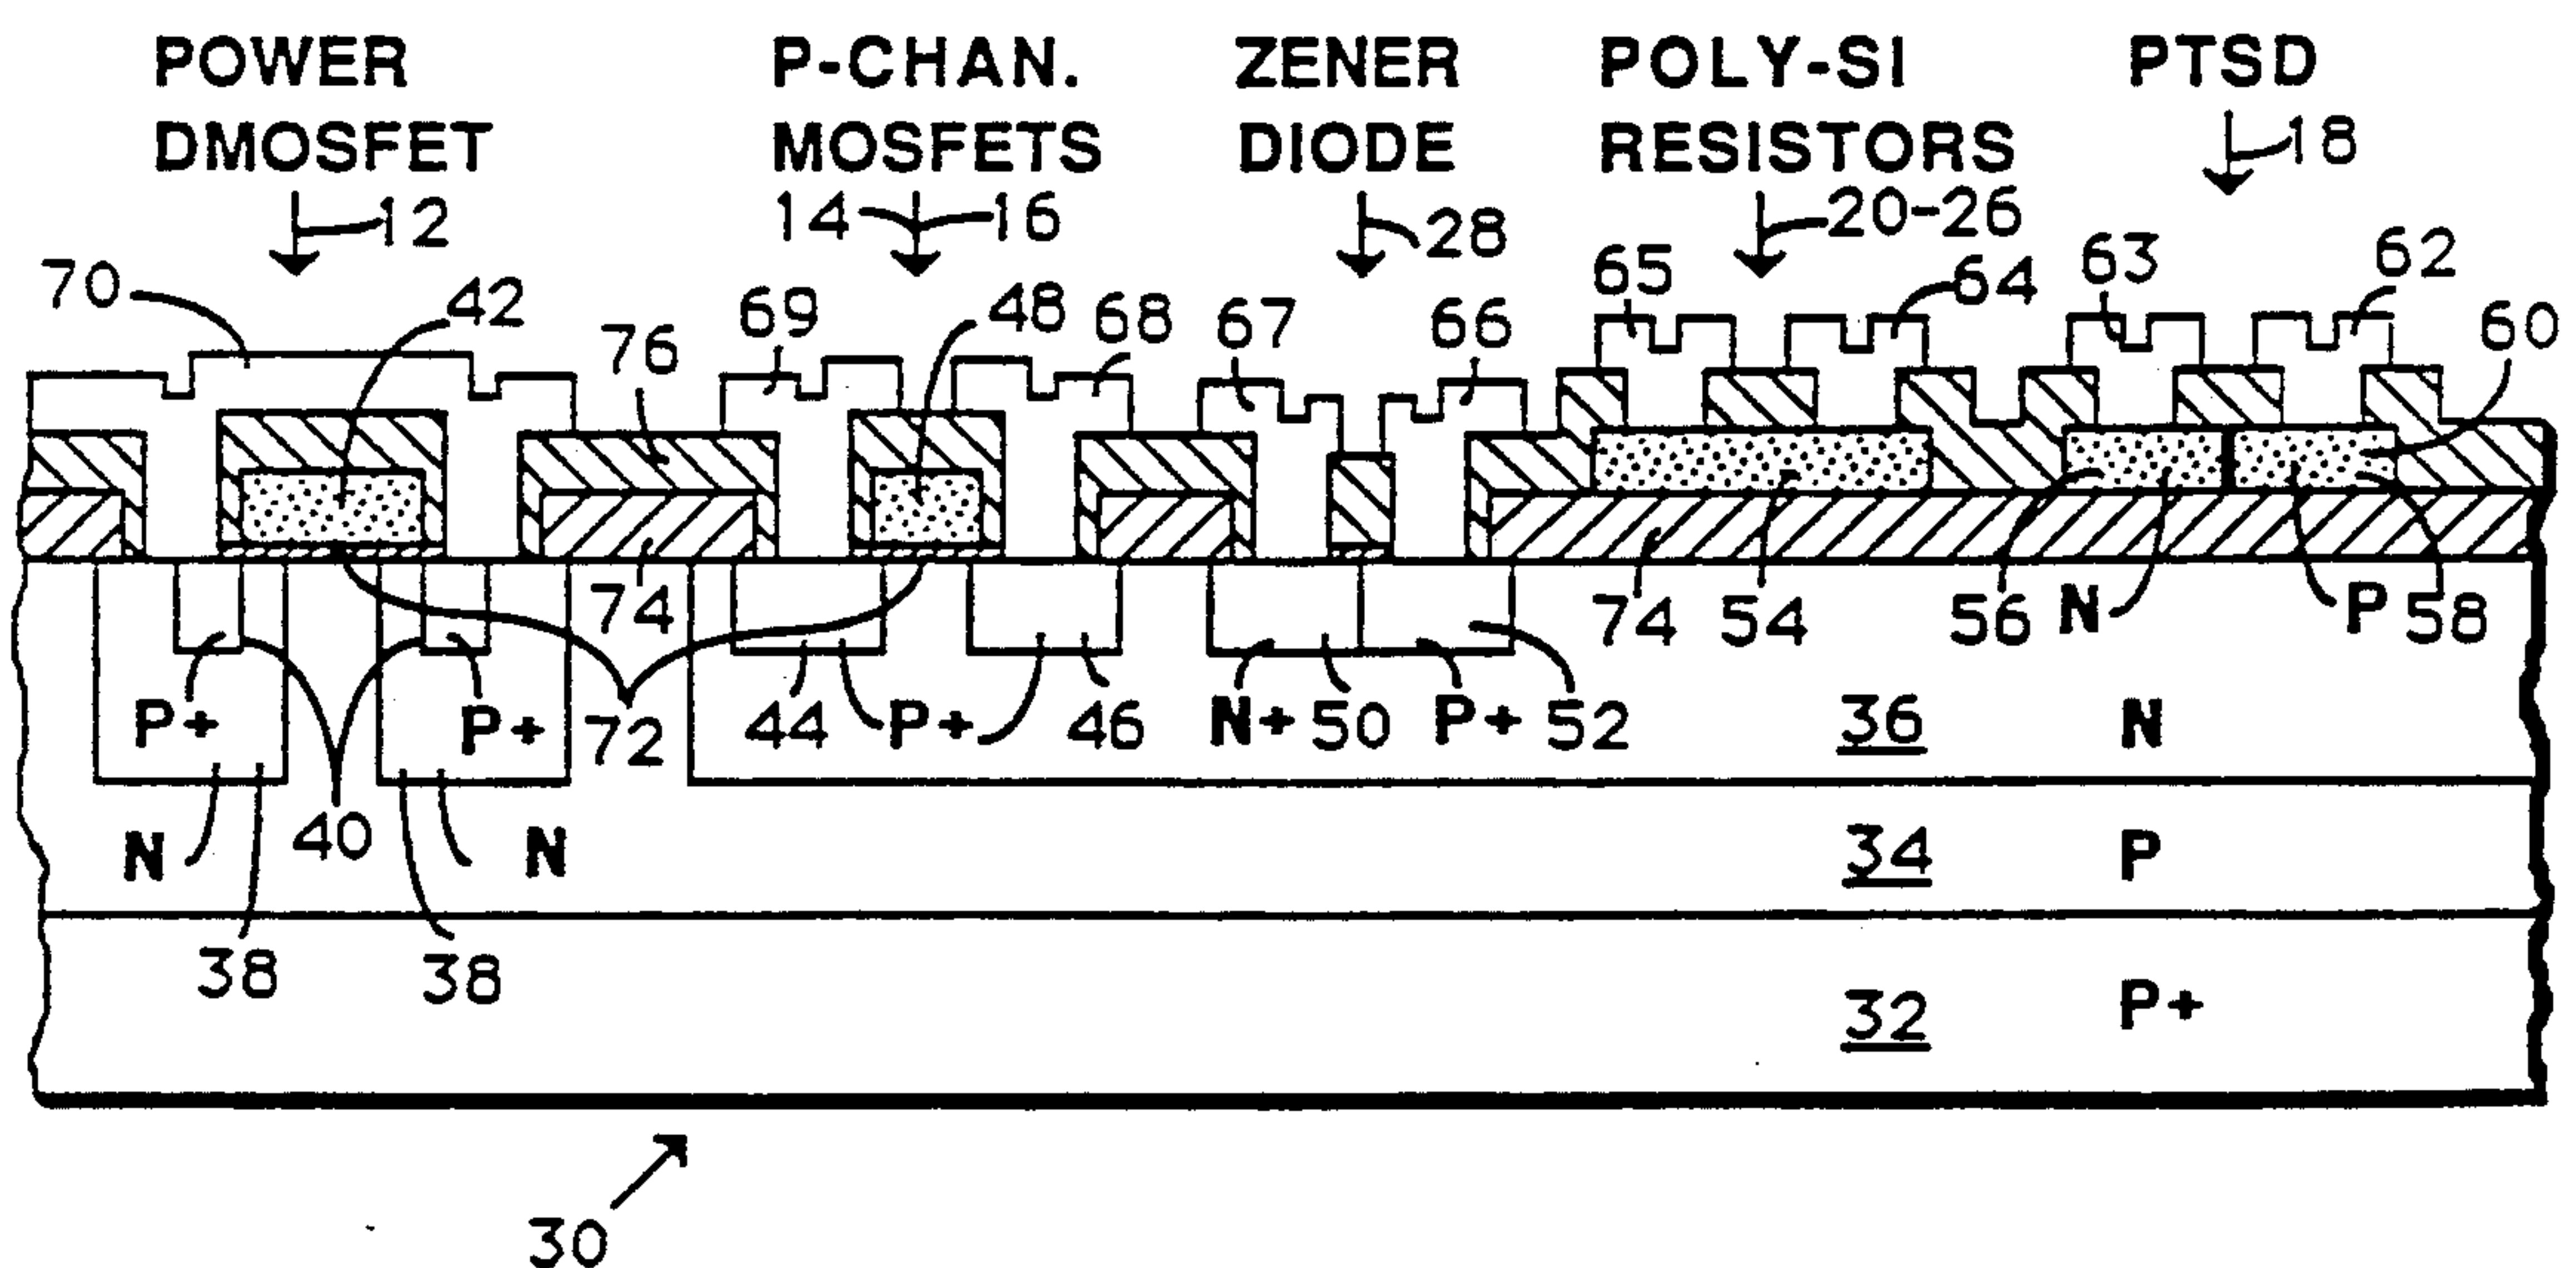 POWER
DMOSFET
P-CHAN.
MOSFETS
ZENER
DIODE
POLY-SI
RESISTORS
PTSD
12
14
16
28
20-26
18
70
42
76
69
48
68
67
66
65
64
63
62
60
74
72
74
54
56
N
P
58
P+
P+
44
P+
46
N+
50
P+
52
36
N
N
40
N
34
P
38
38
32
P+
30